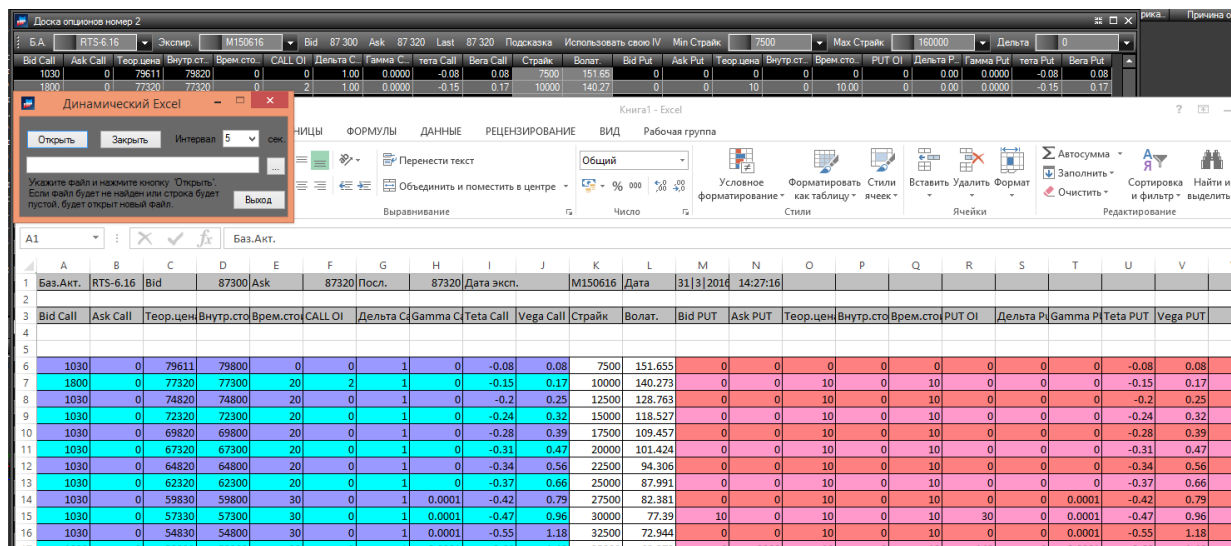 Доска опционов номер 2
рика.. Причина о
Б.А. RTS-6.16 Экспир. M150616 Bid 87 300 Ask 87 320 Last 87 320 Подсказка Использовать свою IV Min Страйк 7500 Max Страйк 160000 Дельта 0
Bid Call Ask Call Теор.цена Внутр.ст.. Врем.сто... CALL OI Дельта С... Гамма С... тета Call Вега Call Страйк Волат. Bid Put Ask Put Теор.цена Внутр.ст... Врем.сто... PUT OI Дельта P... Гамма Put тета Put Вега Put
1030 0 79611 79820 0 0 1.00 0.0000 -0.08 0.08 7500 151.65 0 0 0 0 0 0 0.00 0.0000 -0.08 0.08
1800 0 77320 77320 0 2 1.00 0.0000 -0.15 0.17 10000 140.27 0 0 10 0 10.00 0 0.00 0.0000 -0.15 0.17
Динамический Excel
Книга1 - Excel
Открыть Закрыть Интервал 5 сек.
...
Укажите файл и нажмите кнопку 'Открыть'.
Если файл будет не найден или строка будет
пустой, будет открыт новый файл.
Выход
НИЦЫ ФОРМУЛЫ ДАННЫЕ РЕЦЕНЗИРОВАНИЕ ВИД Рабочая группа
Перенести текст
Объединить и поместить в центре
Выравнивание
Общий
% 000
Число
Условное форматирование
Форматировать как таблицу
Стили ячеек
Стили
Вставить Удалить Формат
Ячейки
Автосумма
Заполнить
Очистить
Сортировка и фильтр
Найти и
выделить
Редактирование
A1 fx Баз.Акт.
A B C D E F G H I J K L M N O P Q R S T U V
1 Баз.Акт. RTS-6.16 Bid 87300 Ask 87320 Посл. 87320 Дата эксп. M150616 Дата 31|3|2016 14:27:16
2
3 Bid Call Ask Call Теор.цен Внутр.сто Врем.сто CALL OI Дельта Ca Gamma Ca Teta Call Vega Call Страйк Волат. Bid PUT Ask PUT Теор.цен Внутр.сто Врем.сто PUT OI Дельта Pu Gamma PU Teta PUT Vega PUT
4
5
6 1030 0 79611 79800 0 0 1 0 -0.08 0.08 7500 151.655 0 0 0 0 0 0 0 0 -0.08 0.08
7 1800 0 77320 77300 20 2 1 0 -0.15 0.17 10000 140.273 0 0 10 0 10 0 0 0 -0.15 0.17
8 1030 0 74820 74800 20 0 1 0 -0.2 0.25 12500 128.763 0 0 10 0 10 0 0 0 -0.2 0.25
9 1030 0 72320 72300 20 0 1 0 -0.24 0.32 15000 118.527 0 0 10 0 10 0 0 0 -0.24 0.32
10 1030 0 69820 69800 20 0 1 0 -0.28 0.39 17500 109.457 0 0 10 0 10 0 0 0 -0.28 0.39
11 1030 0 67320 67300 20 0 1 0 -0.31 0.47 20000 101.424 0 0 10 0 10 0 0 0 -0.31 0.47
12 1030 0 64820 64800 20 0 1 0 -0.34 0.56 22500 94.306 0 0 10 0 10 0 0 0 -0.34 0.56
13 1030 0 62320 62300 20 0 1 0 -0.37 0.66 25000 87.991 0 0 10 0 10 0 0 0 -0.37 0.66
14 1030 0 59830 59800 30 0 1 0.0001 -0.42 0.79 27500 82.381 0 0 10 0 10 0 0 0.0001 -0.42 0.79
15 1030 0 57330 57300 30 0 1 0.0001 -0.47 0.96 30000 77.39 10 0 10 0 10 30 0 0.0001 -0.47 0.96
16 1030 0 54830 54800 30 0 1 0.0001 -0.55 1.18 32500 72.944 0 0 10 0 10 0 0 0.0001 -0.55 1.18